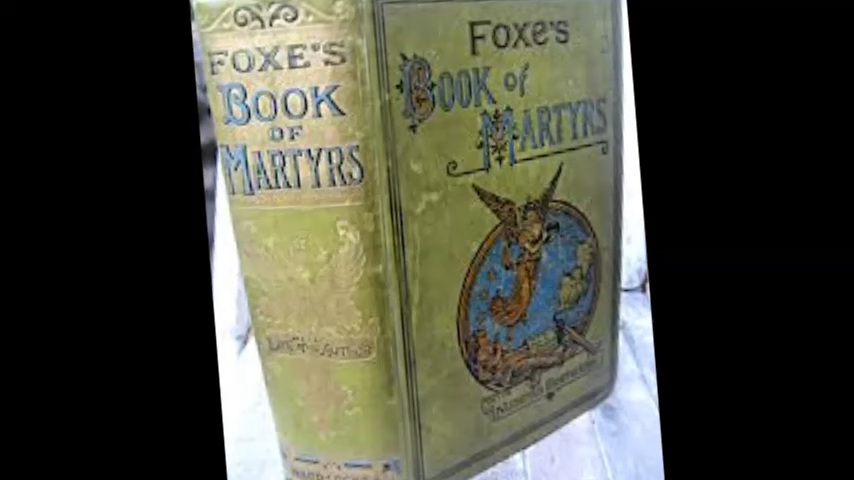 FOXE'S
BOOK
OF
MARTYRS
FOXE'S
BOOK OF
MARTYRS